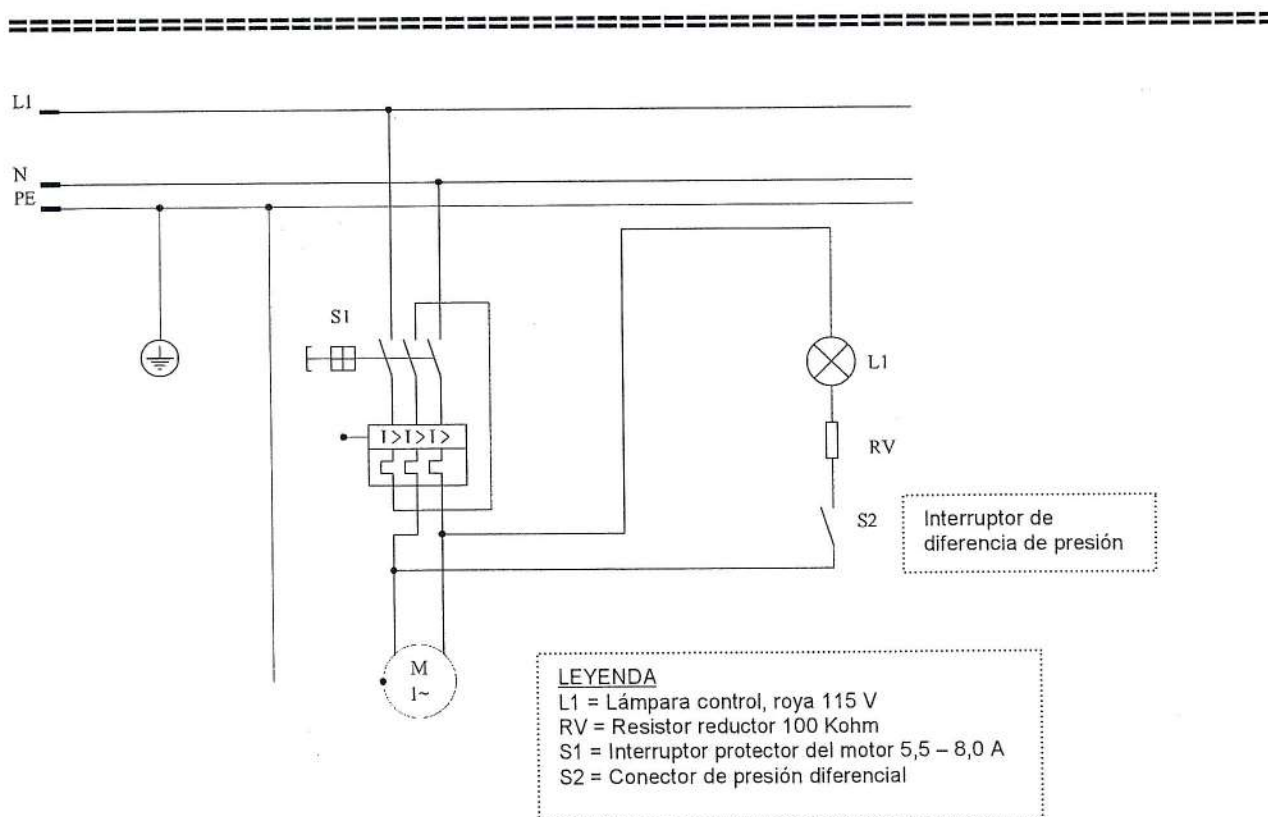 L1
N
PE
S1
I> I> I>
L1
RV
S2
Interruptor de
diferencia de presión
M
1~
LEYENDA
L1 = Lámpara control, roya 115 V
RV = Resistor reductor 100 Kohm
S1 = Interruptor protector del motor 5,5 – 8,0 A
S2 = Conector de presión diferencial